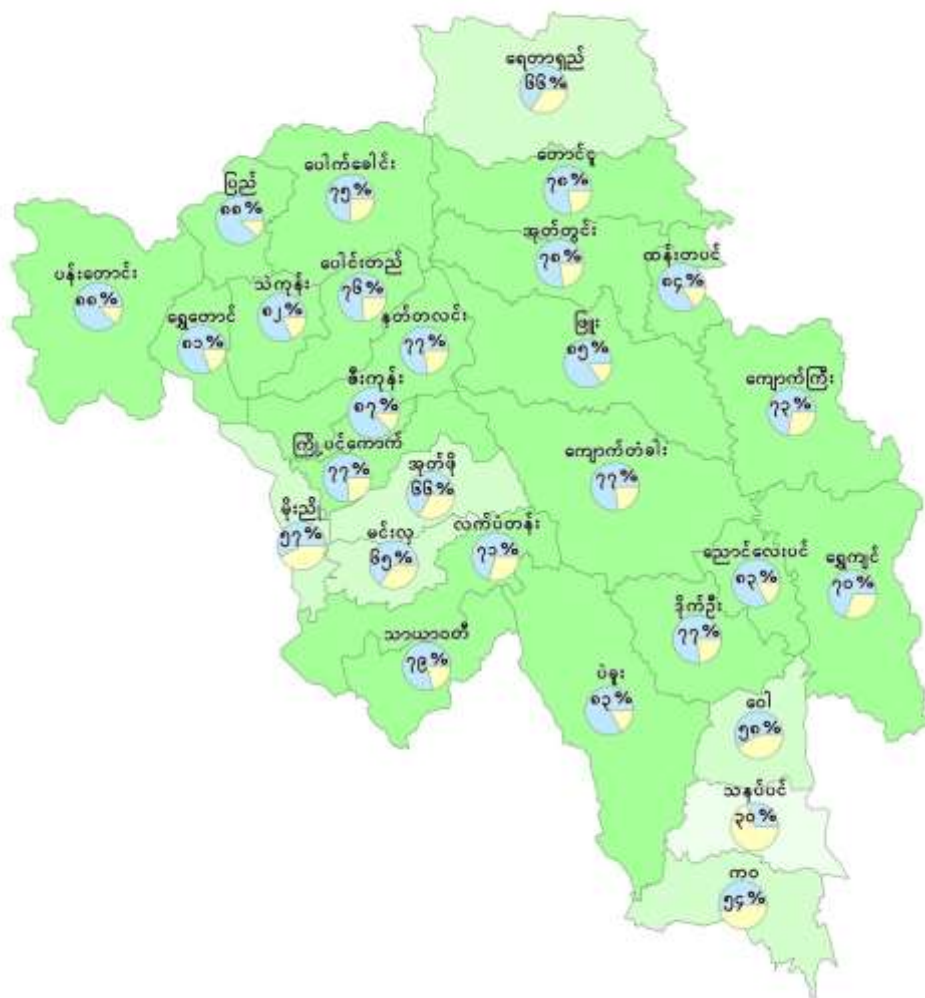 ရေတာရှည်
၆၆%
တောင်ငူ
၇၈%
ပေါက်ခေါင်း
၇၅%
ပြည်
၈၈%
အုတ်တွင်း
၇၈%
ထန်းတပင်
၈၄%
ပန်းတောင်း
၈၈%
ပေါင်းတည်
၇၆%
သဲကုန်း
၈၂%
ရွှေတောင်
၈၁%
နတ်တလင်း
၇၇%
ဖြူး
၈၅%
ကျောက်ကြီး
၇၃%
ဇီးကုန်း
၈၇%
ကြို့ပင်ကောက်
၇၇%
အုတ်ဖို
၆၆%
ကျောက်တံခါး
၇၇%
မိုးညို
၅၇%
မင်းလှ
၆၅%
လက်ပံတန်း
၇၁%
ညောင်လေးပင်
၈၃%
ရွှေကျင်
၇၀%
ဒိုက်ဦး
၇၇%
သာယာဝတီ
၇၉%
ပဲခူး
၈၃%
ဝေါ
၅၈%
သနပ်ပင်
၃၀%
ကဝ
၅၄%